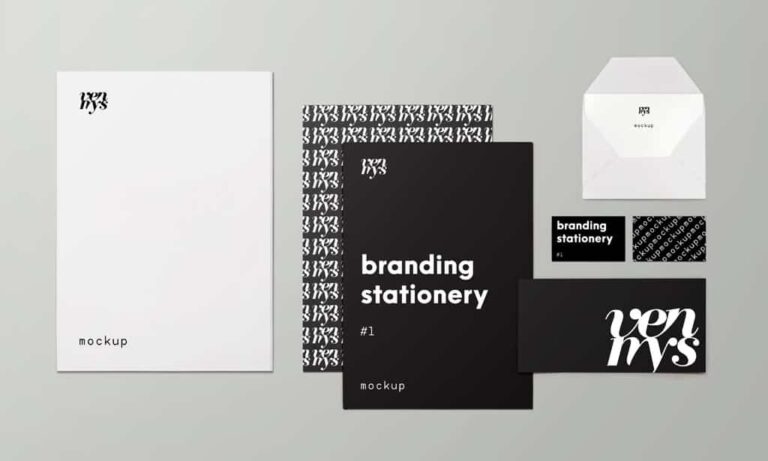 ven
nys
mockup
ven
nys
branding
stationery
#1
mockup
ven
nys
mockup
branding
stationery
#1
mockupmockup
ven
nys